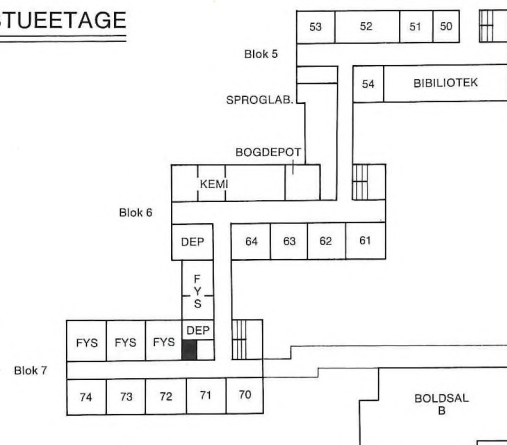 STUEETAGE
53 52 51 50
Blok 5
54 BIBILIOTEK
SPROGLAB.
BOGDEPOT
KEMI
Blok 6
DEP 64 63 62 61
FYS
DEP
FYS FYS FYS
Blok 7
74 73 72 71 70
BOLDSAL
B